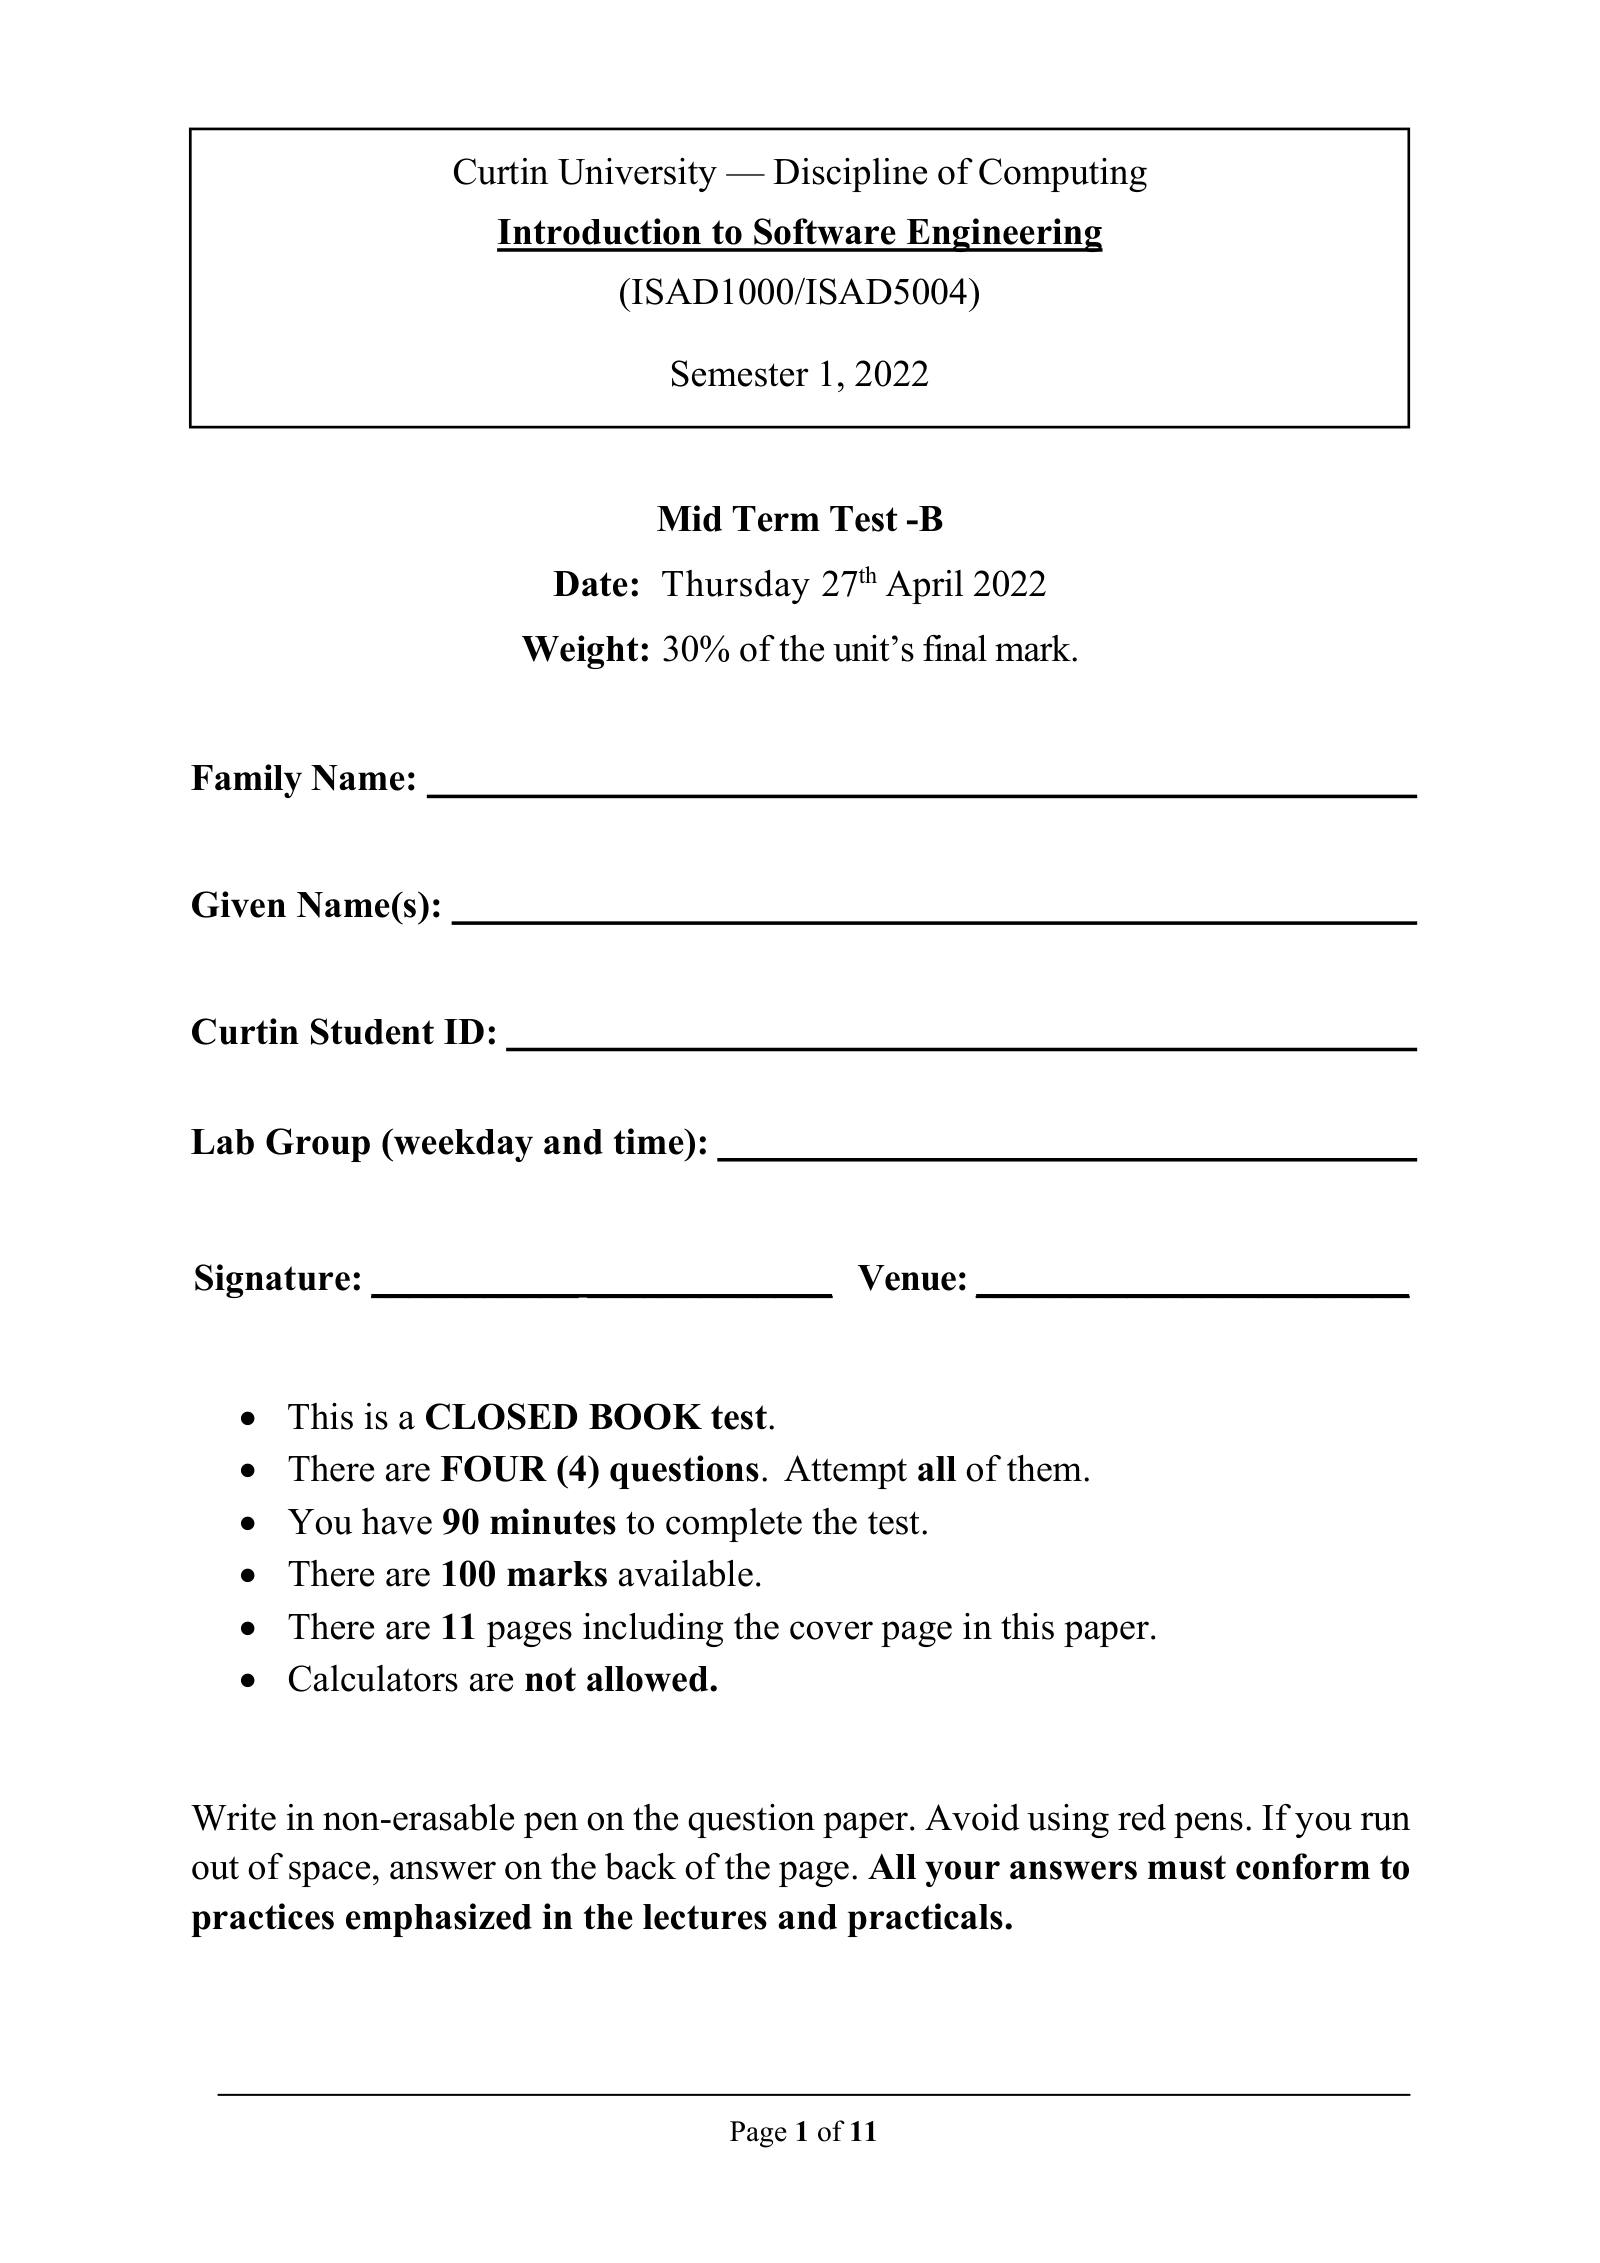 Curtin University — Discipline of Computing
Introduction to Software Engineering
(ISAD1000/ISAD5004)
Semester 1, 2022
Mid Term Test -B
Date: Thursday 27th April 2022
Weight: 30% of the unit’s final mark.
Family Name:
Given Name(s):
Curtin Student ID:
Lab Group (weekday and time):
Signature: Venue:
• This is a CLOSED BOOK test.
• There are FOUR (4) questions. Attempt all of them.
• You have 90 minutes to complete the test.
• There are 100 marks available.
• There are 11 pages including the cover page in this paper.
• Calculators are not allowed.
Write in non-erasable pen on the question paper. Avoid using red pens. If you run
out of space, answer on the back of the page. All your answers must conform to
practices emphasized in the lectures and practicals.
Page 1 of 11